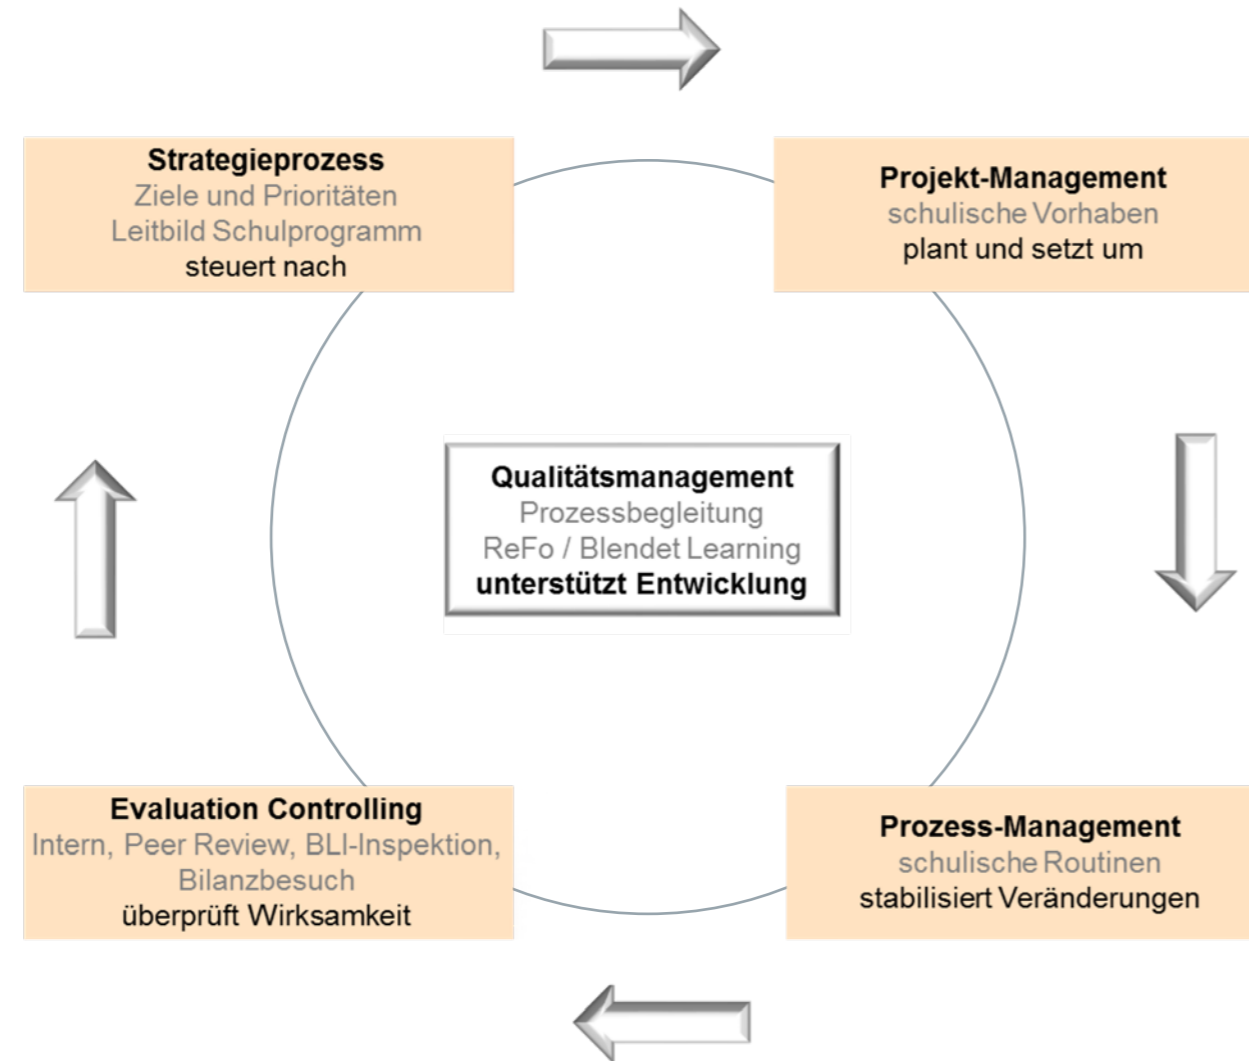 Strategieprozess
Ziele und Prioritäten
Leitbild Schulprogramm
steuert nach
Projekt-Management
schulische Vorhaben
plant und setzt um
Qualitätsmanagement
Prozessbegleitung
ReFo / Blendet Learning
unterstützt Entwicklung
Evaluation Controlling
Intern, Peer Review, BLI-Inspektion,
Bilanzbesuch
überprüft Wirksamkeit
Prozess-Management
schulische Routinen
stabilisiert Veränderungen